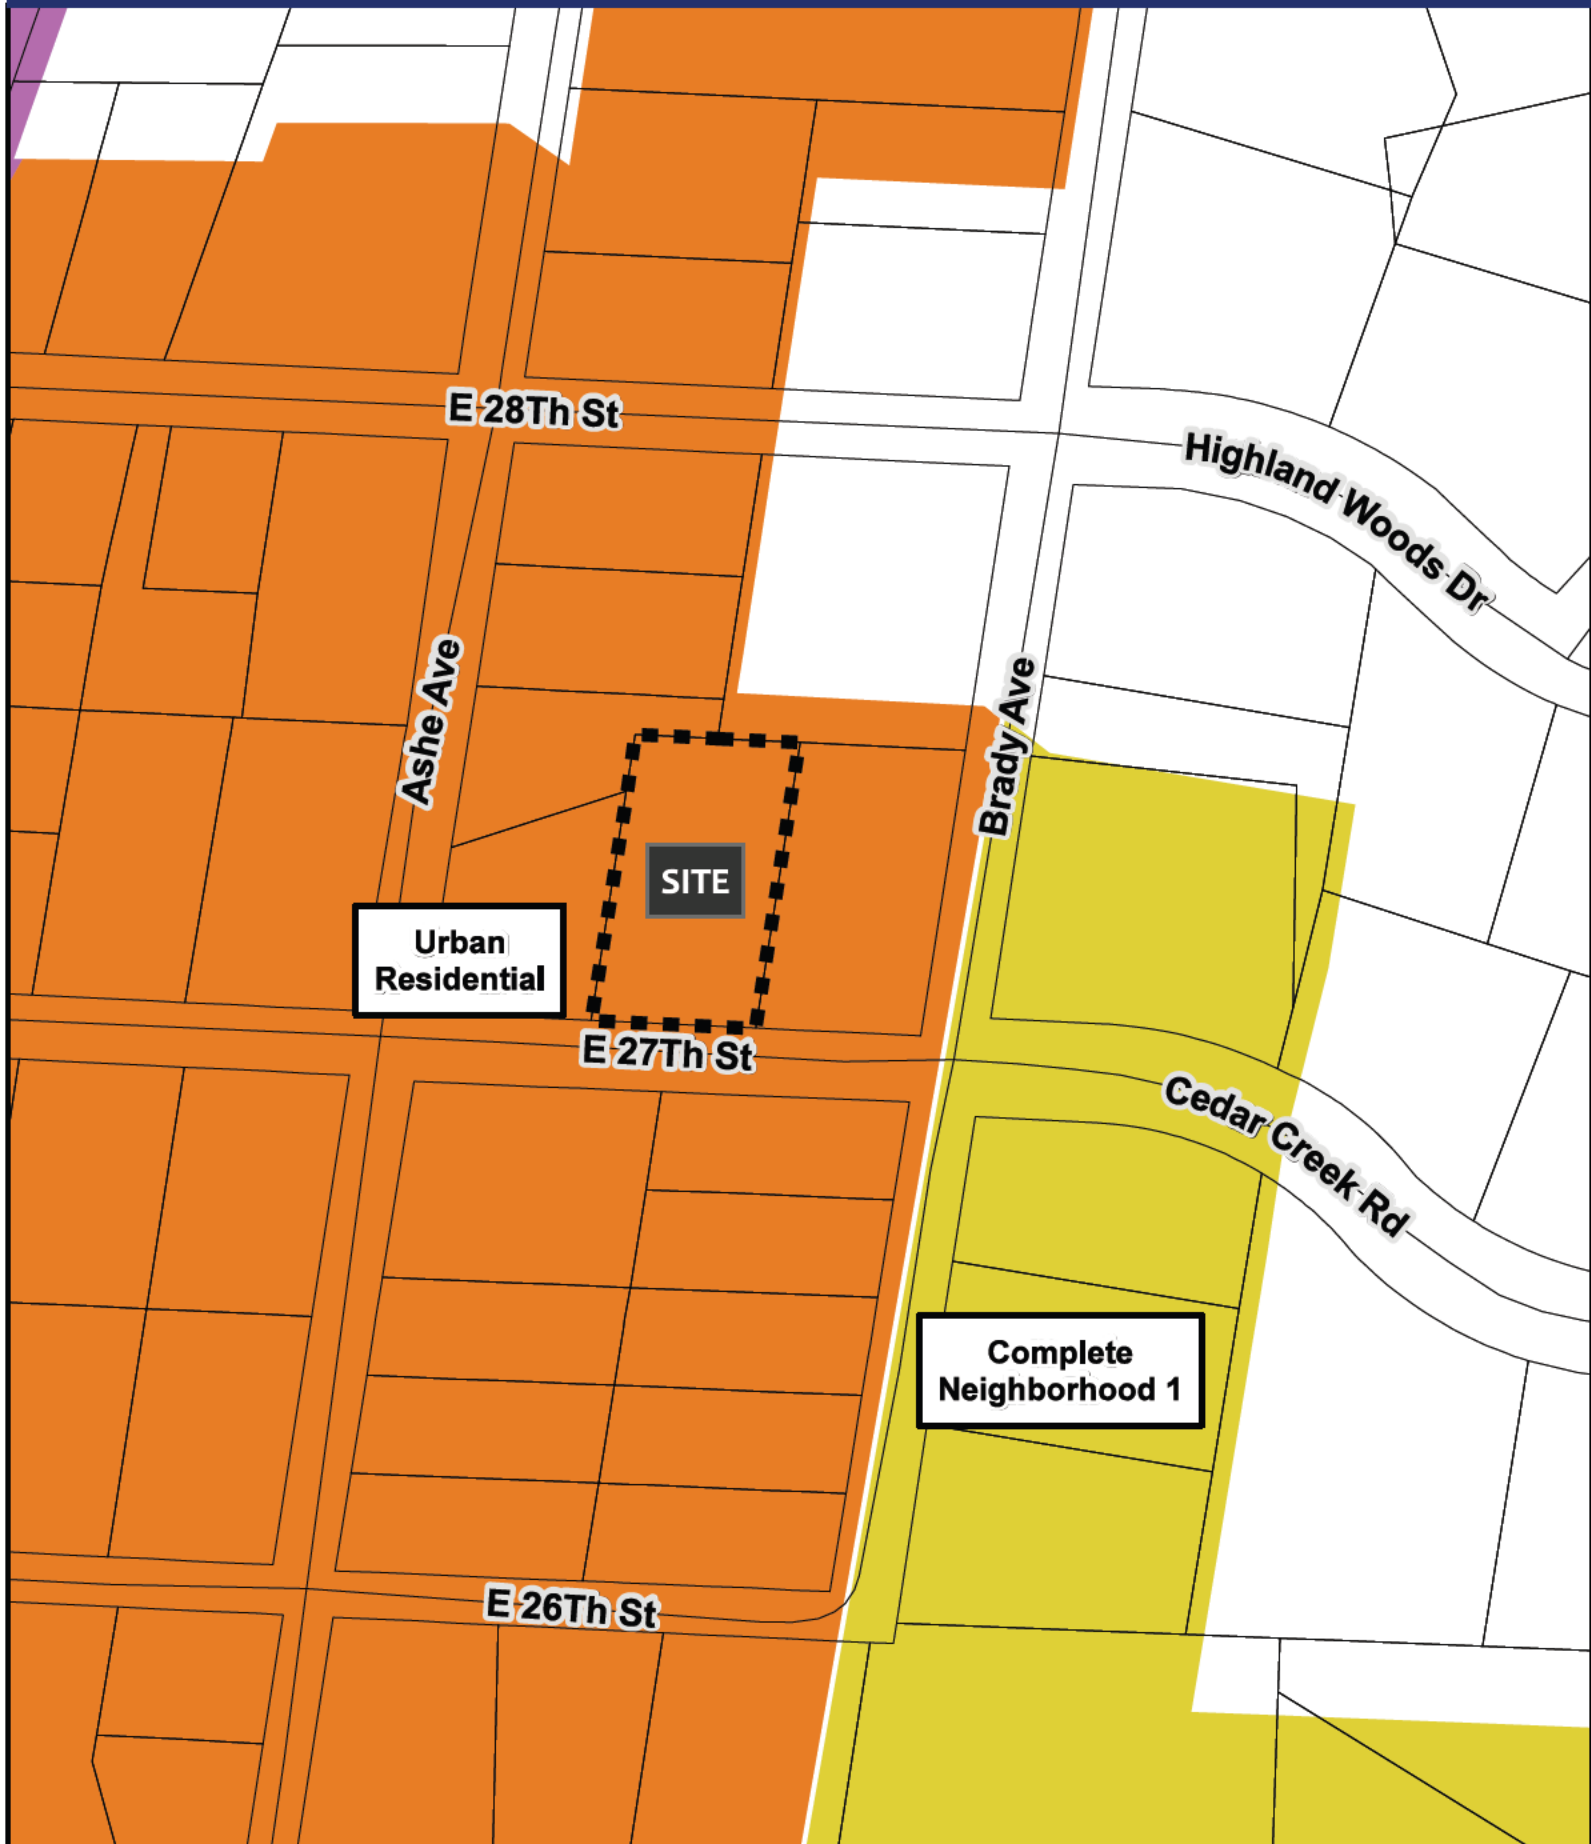 E 28Th St
Highland Woods Dr
Ashe Ave
Brady Ave
SITE
Urban
Residential
E 27Th St
Cedar Creek Rd
Complete
Neighborhood 1
E 26Th St